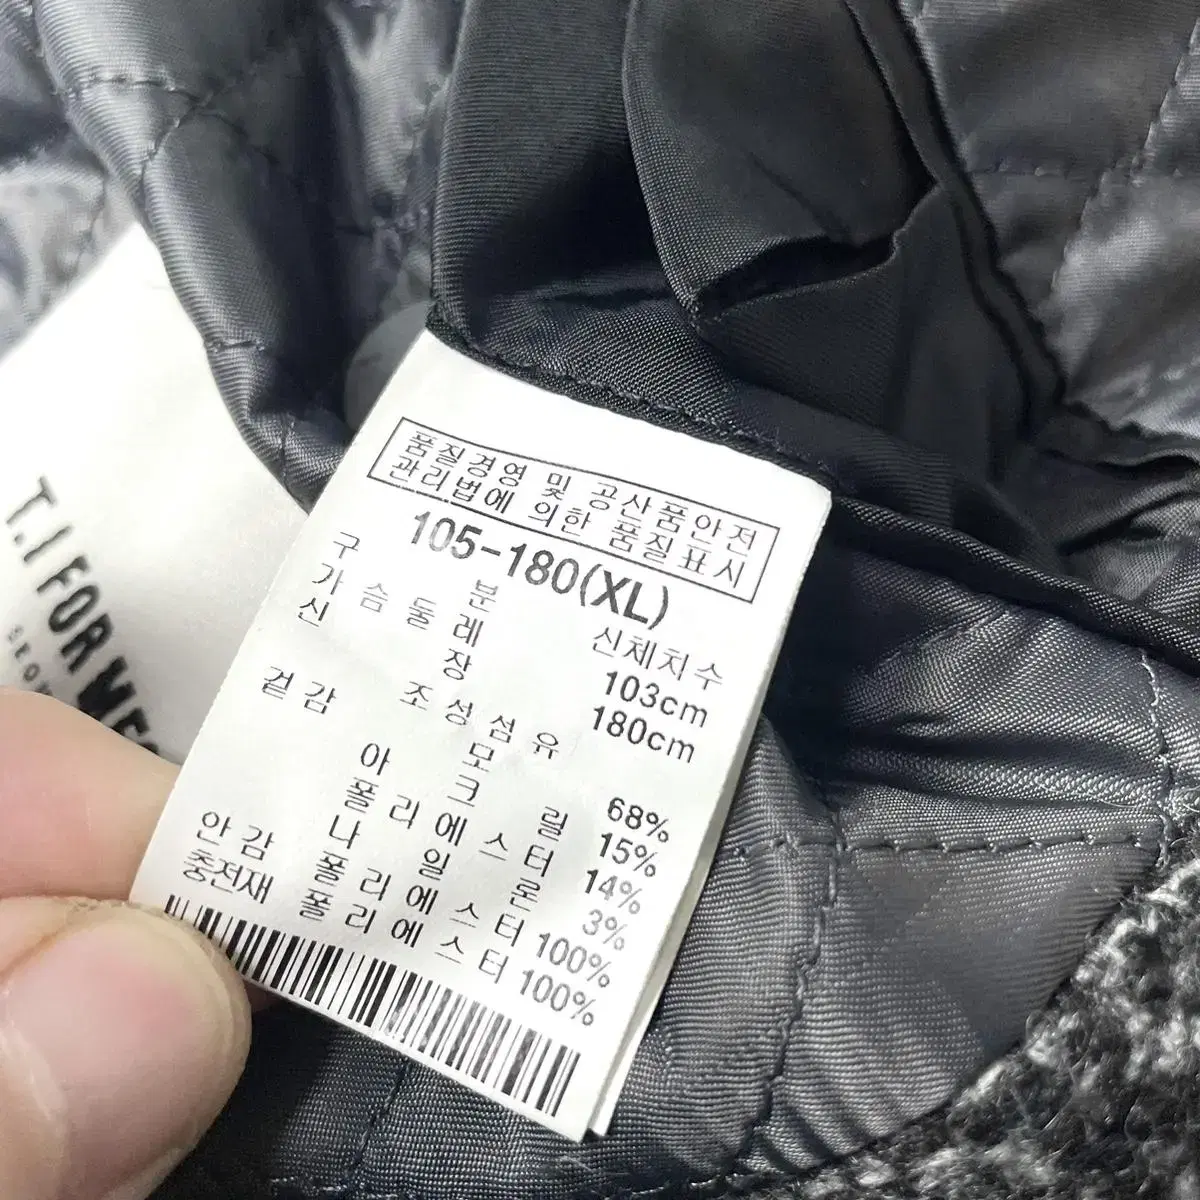 T.I FOR MEN
품질경영 및 공산품안전
관리법에 의한 품질표시
105-180(XL)
구 분 신체치수
가 슴 둘 레 103cm
신 장 180cm
조 성 섬 유
겉 감 모 68%
아 크 릴 15%
폴 리 에 스 터 14%
나 일 론 3%
안 감 폴 리 에 스 터 100%
충전재 폴 리 에 스 터 100%